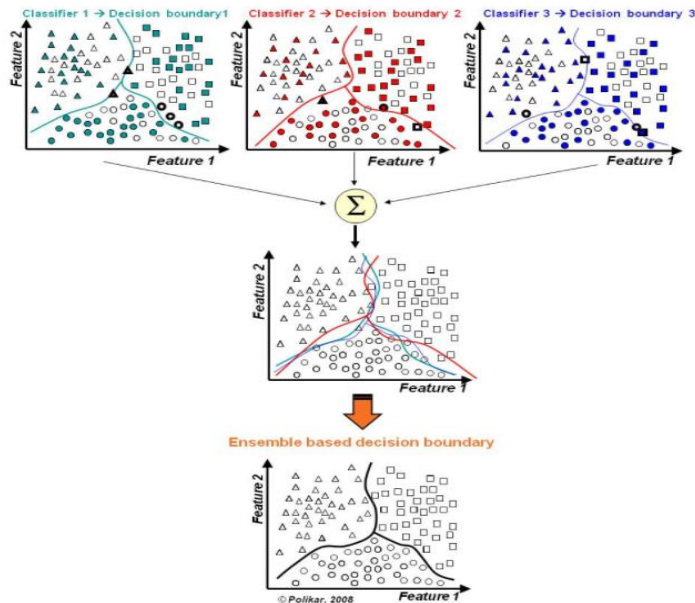 Classifier 1 → Decision boundary1
Classifier 2 → Decision boundary 2
Classifier 3 → Decision boundary 3
Feature 2
Feature 1
Feature 2
Feature 1
Feature 2
Feature 1
Σ
Feature 2
Feature 1
Ensemble based decision boundary
Feature 2
Feature 1
© Polikar, 2008